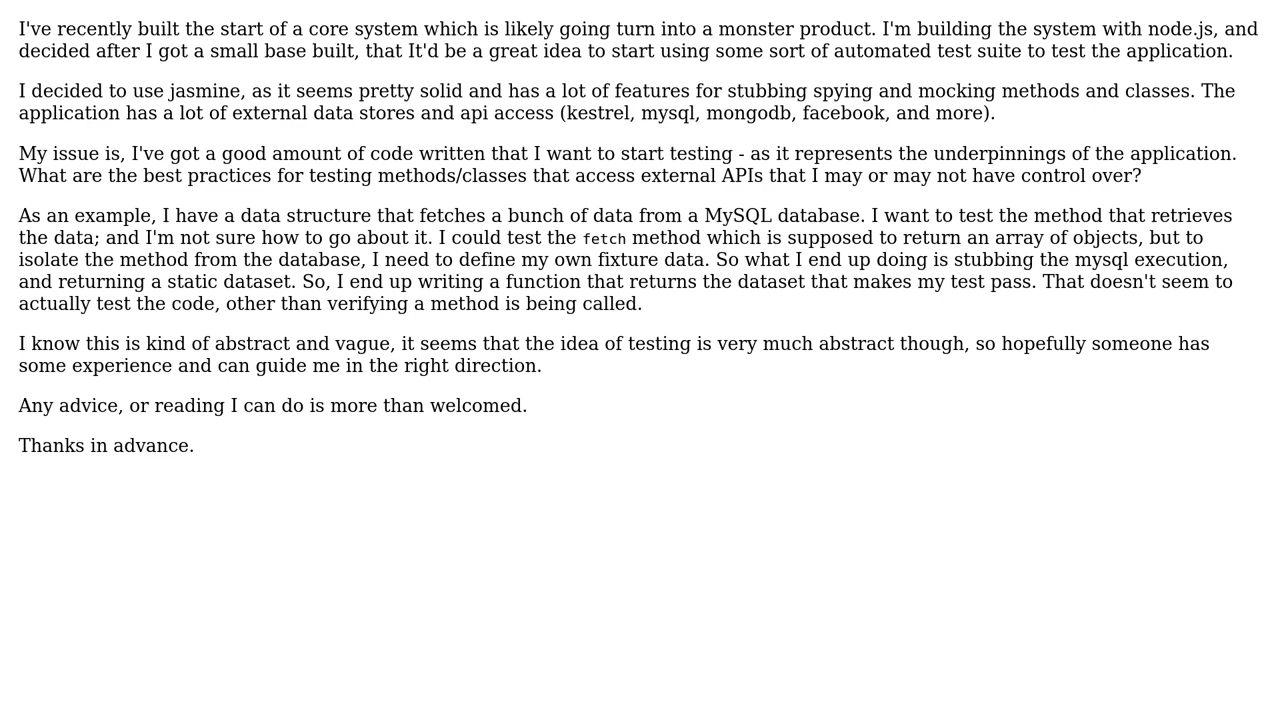 I've recently built the start of a core system which is likely going turn into a monster product. I'm building the system with node.js, and
decided after I got a small base built, that It'd be a great idea to start using some sort of automated test suite to test the application.
I decided to use jasmine, as it seems pretty solid and has a lot of features for stubbing spying and mocking methods and classes. The
application has a lot of external data stores and api access (kestrel, mysql, mongodb, facebook, and more).
My issue is, I've got a good amount of code written that I want to start testing - as it represents the underpinnings of the application.
What are the best practices for testing methods/classes that access external APIs that I may or may not have control over?
As an example, I have a data structure that fetches a bunch of data from a MySQL database. I want to test the method that retrieves
the data; and I'm not sure how to go about it. I could test the fetch method which is supposed to return an array of objects, but to
isolate the method from the database, I need to define my own fixture data. So what I end up doing is stubbing the mysql execution,
and returning a static dataset. So, I end up writing a function that returns the dataset that makes my test pass. That doesn't seem to
actually test the code, other than verifying a method is being called.
I know this is kind of abstract and vague, it seems that the idea of testing is very much abstract though, so hopefully someone has
some experience and can guide me in the right direction.
Any advice, or reading I can do is more than welcomed.
Thanks in advance.